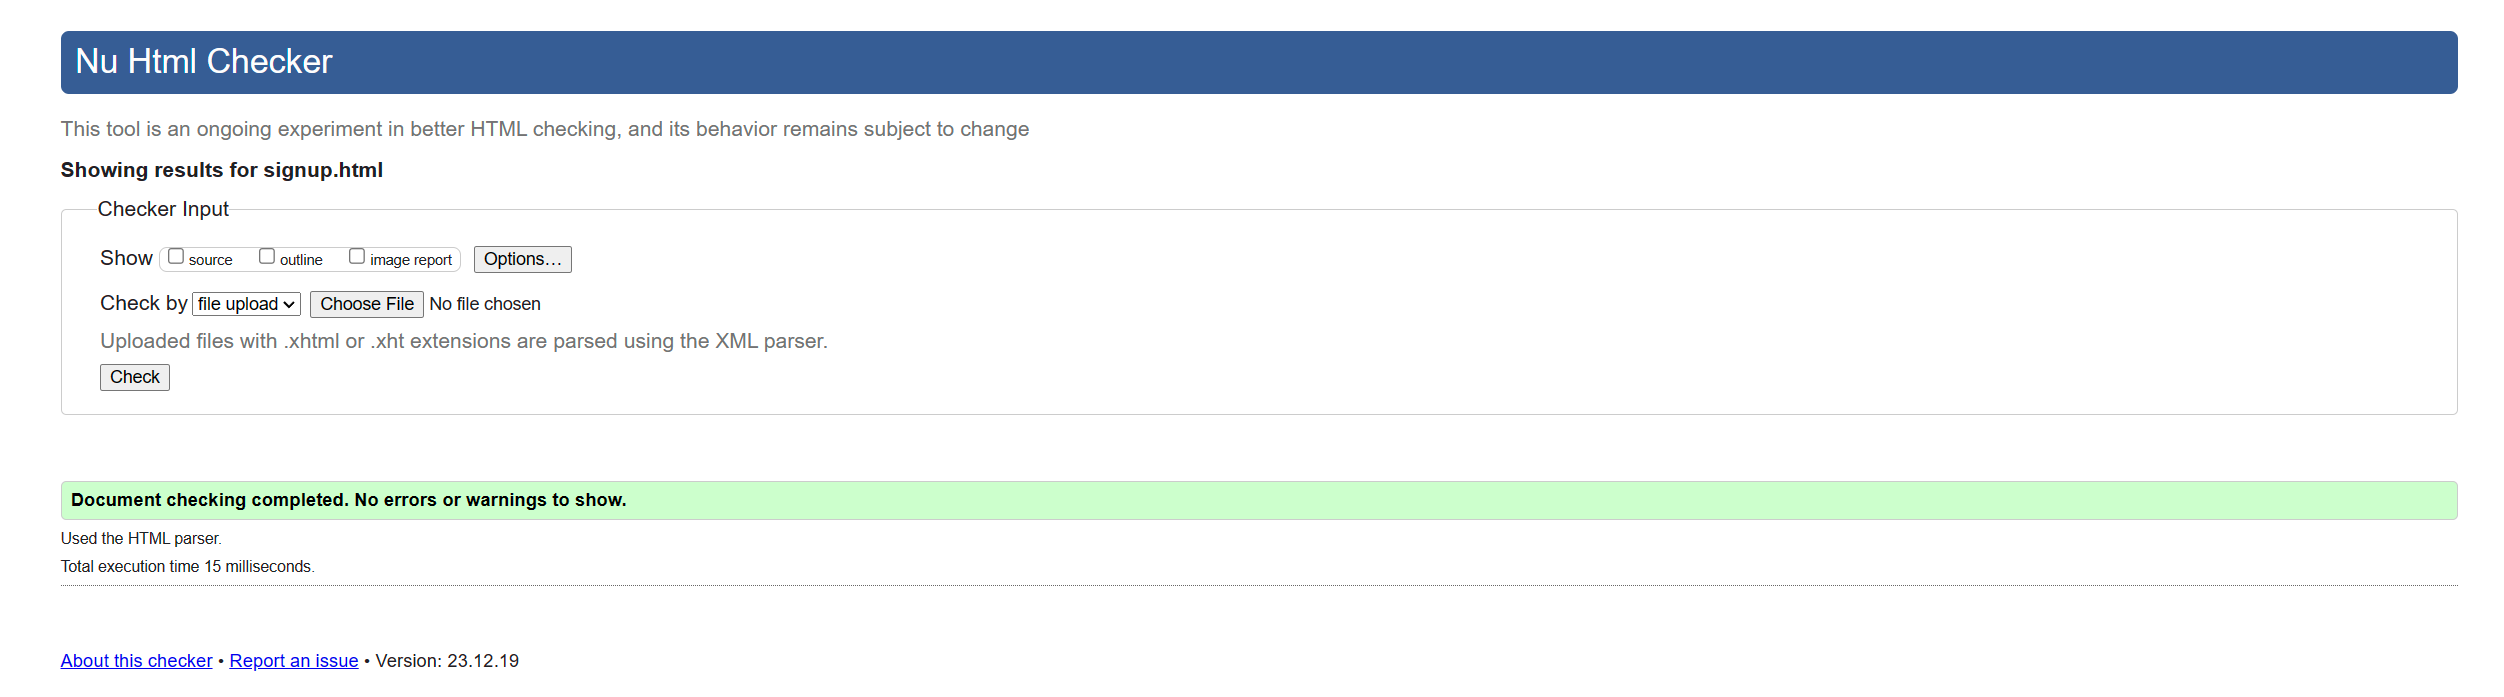 Nu Html Checker
This tool is an ongoing experiment in better HTML checking, and its behavior remains subject to change
Showing results for signup.html
Checker Input
Show source outline image report Options…
Check by file upload Choose File No file chosen
Uploaded files with .xhtml or .xht extensions are parsed using the XML parser.
Check
Document checking completed. No errors or warnings to show.
Used the HTML parser.
Total execution time 15 milliseconds.
About this checker • Report an issue • Version: 23.12.19